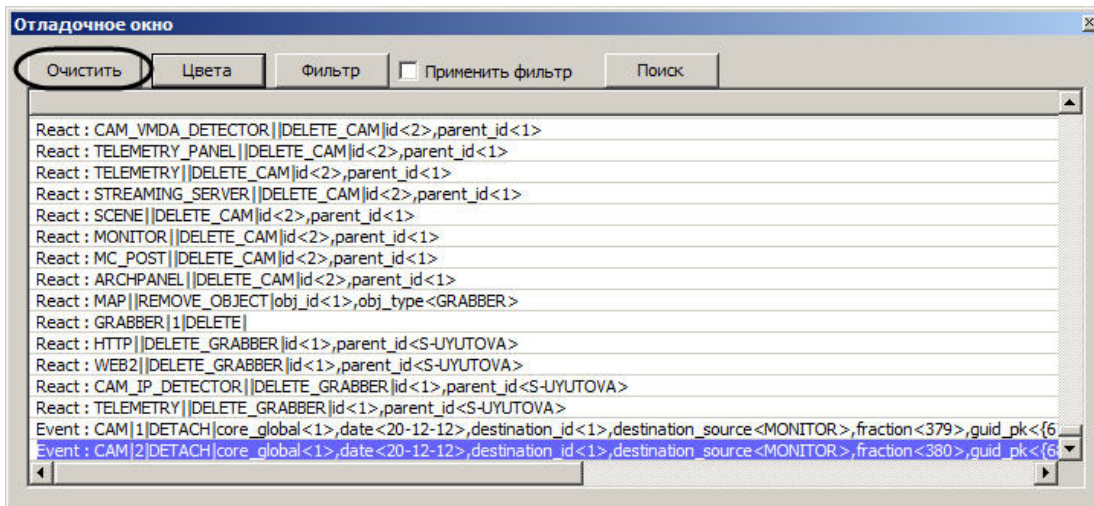 Отладочное окно
Очистить Цвета Фильтр Применить фильтр Поиск
React : CAM_VMDA_DETECTOR||DELETE_CAM|id<2>,parent_id<1>
React : TELEMETRY_PANEL||DELETE_CAM|id<2>,parent_id<1>
React : TELEMETRY||DELETE_CAM|id<2>,parent_id<1>
React : STREAMING_SERVER||DELETE_CAM|id<2>,parent_id<1>
React : SCENE||DELETE_CAM|id<2>,parent_id<1>
React : MONITOR||DELETE_CAM|id<2>,parent_id<1>
React : MC_POST||DELETE_CAM|id<2>,parent_id<1>
React : ARCHPANEL||DELETE_CAM|id<2>,parent_id<1>
React : MAP||REMOVE_OBJECT|obj_id<1>,obj_type<GRABBER>
React : GRABBER|1|DELETE|
React : HTTP||DELETE_GRABBER|id<1>,parent_id<S-UYUTOVA>
React : WEB2||DELETE_GRABBER|id<1>,parent_id<S-UYUTOVA>
React : CAM_IP_DETECTOR||DELETE_GRABBER|id<1>,parent_id<S-UYUTOVA>
React : TELEMETRY||DELETE_GRABBER|id<1>,parent_id<S-UYUTOVA>
Event : CAM|1|DETACH|core_global<1>,date<20-12-12>,destination_id<1>,destination_source<MONITOR>,fraction<379>,guid_pk<{6
Event : CAM|2|DETACH|core_global<1>,date<20-12-12>,destination_id<1>,destination_source<MONITOR>,fraction<380>,guid_pk<{6